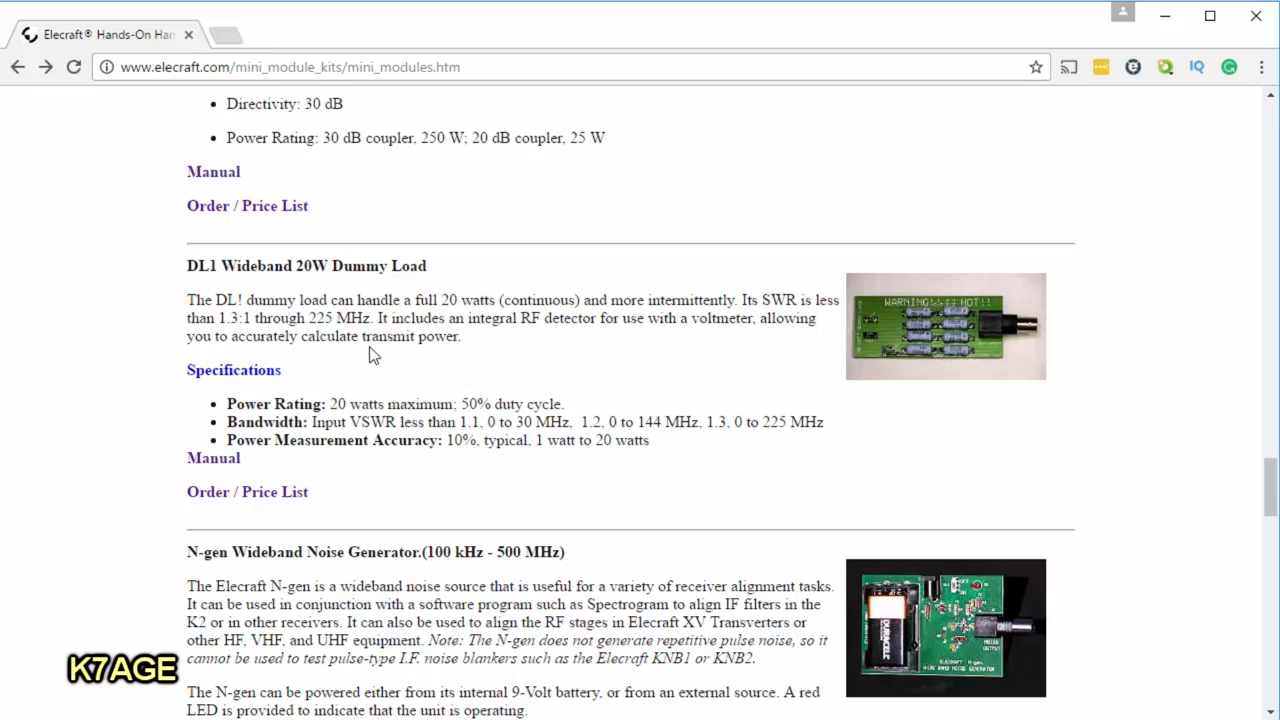 Elecraft® Hands-On Har
www.elecraft.com/mini_module_kits/mini_modules.htm
IQ
• Directivity: 30 dB
• Power Rating: 30 dB coupler, 250 W; 20 dB coupler, 25 W
Manual
Order / Price List
DL1 Wideband 20W Dummy Load
The DL! dummy load can handle a full 20 watts (continuous) and more intermittently. Its SWR is less
than 1.3:1 through 225 MHz. It includes an integral RF detector for use with a voltmeter, allowing
you to accurately calculate transmit power.
WARNING!
HOT!!
Specifications
• Power Rating: 20 watts maximum; 50% duty cycle.
• Bandwidth: Input VSWR less than 1.1, 0 to 30 MHz, 1.2, 0 to 144 MHz, 1.3, 0 to 225 MHz
• Power Measurement Accuracy: 10%, typical, 1 watt to 20 watts
Manual
Order / Price List
N-gen Wideband Noise Generator.(100 kHz - 500 MHz)
The Elecraft N-gen is a wideband noise source that is useful for a variety of receiver alignment tasks.
It can be used in conjunction with a software program such as Spectrogram to align IF filters in the
K2 or in other receivers. It can also be used to align the RF stages in Elecraft XV Transverters or
other HF, VHF, and UHF equipment. Note: The N-gen does not generate repetitive pulse noise, so it
cannot be used to test pulse-type I.F. noise blankers such as the Elecraft KNB1 or KNB2.
DURACELL
NOISE
OUTPUT
ELECRAFT N-gen
WIDE BAND NOISE GENERATOR
The N-gen can be powered either from its internal 9-Volt battery, or from an external source. A red
LED is provided to indicate that the unit is operating.
K7AGE